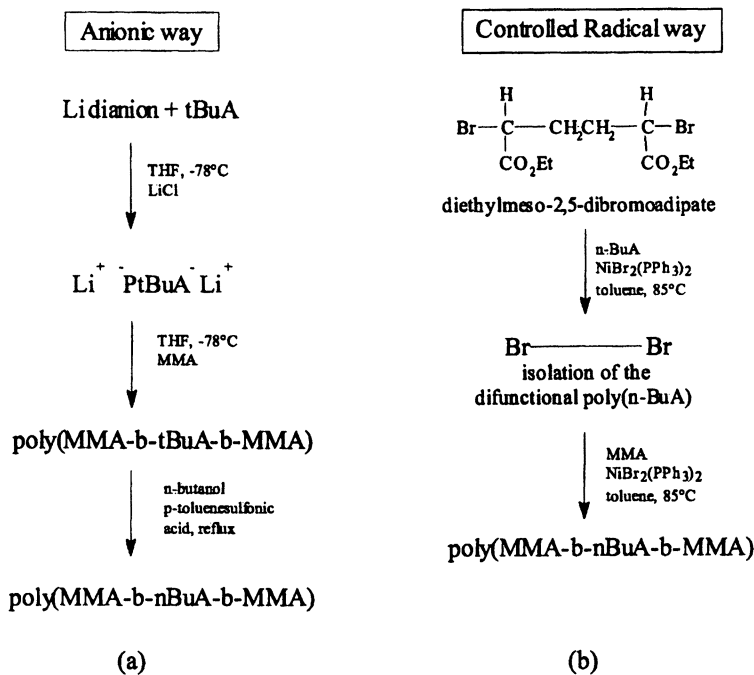 Anionic way
Li dianion + tBuA
THF, -78°C
LiCl
Li⁺ ⁻PtBuA⁻ Li⁺
THF, -78°C
MMA
poly(MMA-b-tBuA-b-MMA)
n-butanol
p-toluenesulfonic
acid, reflux
poly(MMA-b-nBuA-b-MMA)
(a)
Controlled Radical way
H H
Br—C—CH₂CH₂—C—Br
CO₂Et CO₂Et
diethylmeso-2,5-dibromoadipate
n-BuA
NiBr₂(PPh₃)₂
toluene, 85°C
Br Br
isolation of the
difunctional poly(n-BuA)
MMA
NiBr₂(PPh₃)₂
toluene, 85°C
poly(MMA-b-nBuA-b-MMA)
(b)